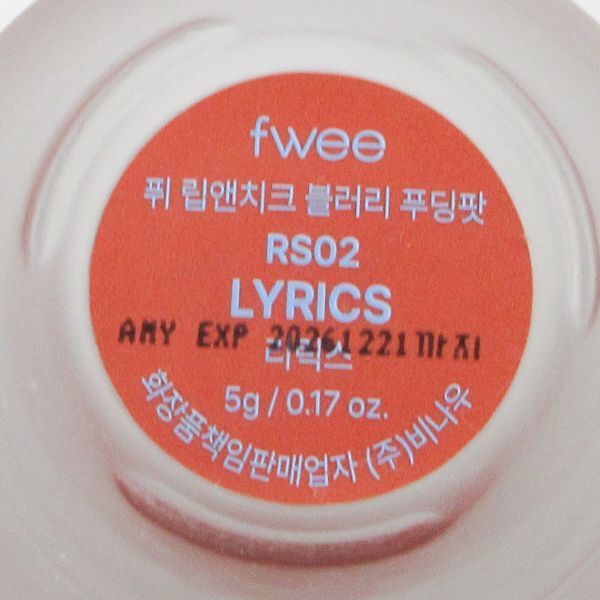 fwee
퓌 립앤치크 블러리 푸딩팟
RS02
LYRICS
AMY EXP 20261221까지
리릭스
5g / 0.17 oz.
화장품책임판매업자 (주)비나우